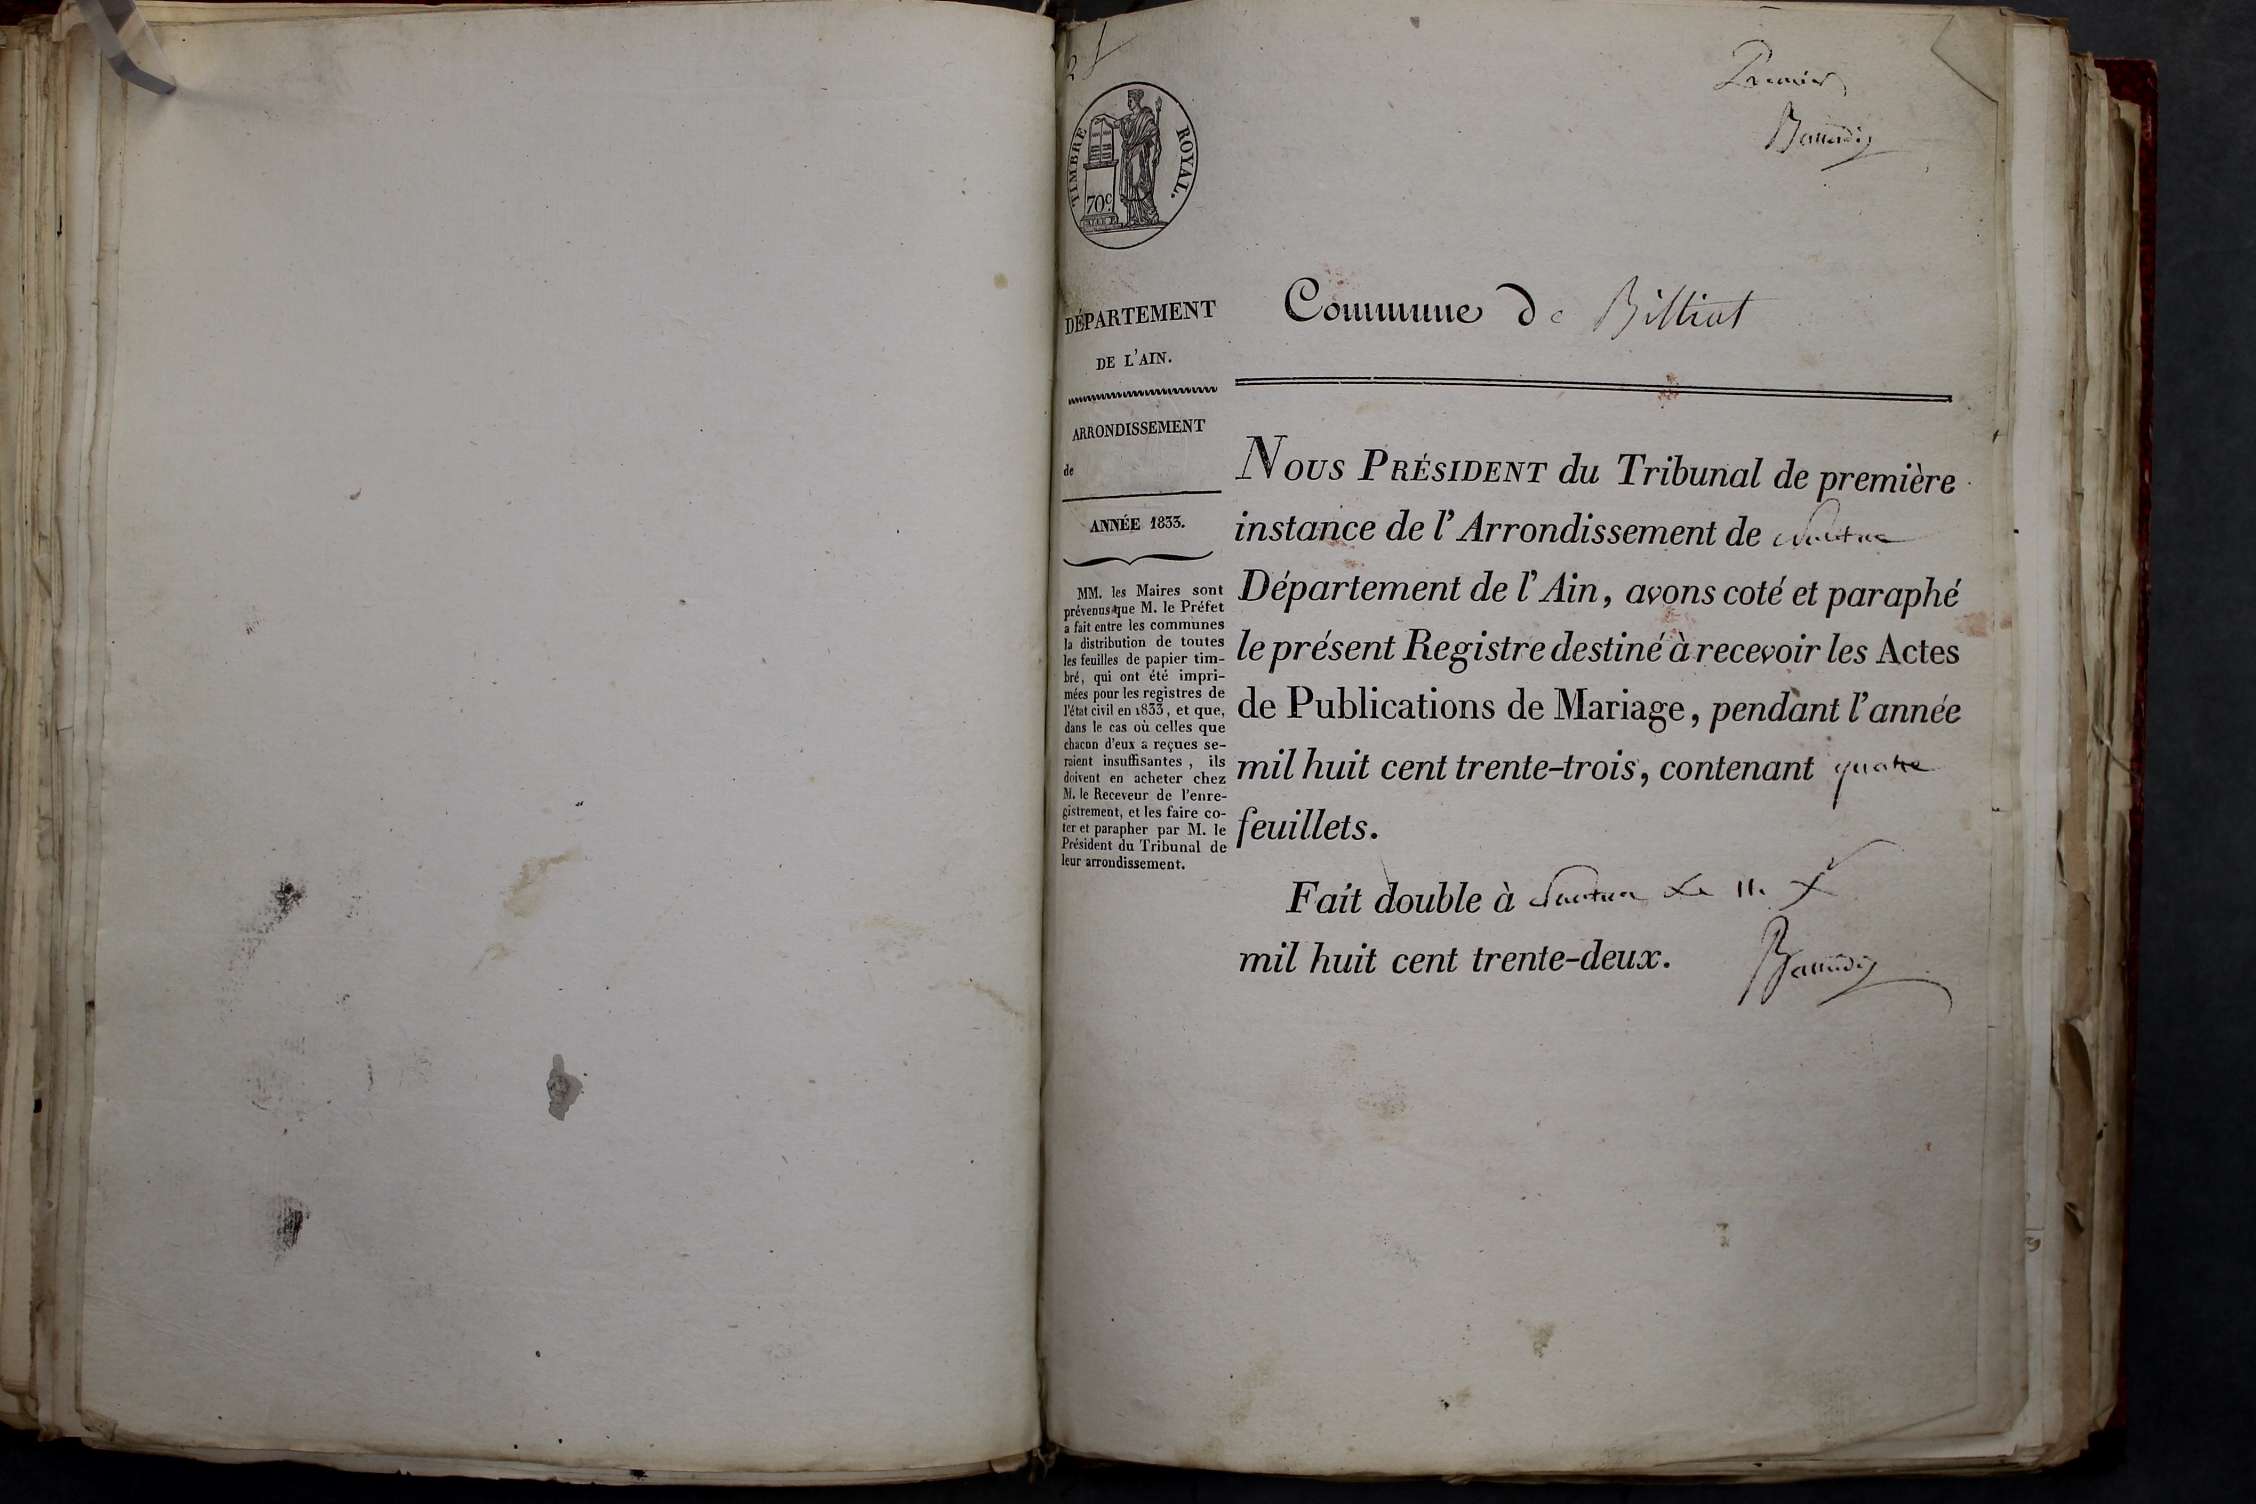 Premier
TIMBRE ROYAL.
70c
DÉPARTEMENT
DE L'AIN.
ARRONDISSEMENT
de
ANNÉE 1833.
MM. les Maires sont
prévenus que M. le Préfet
a fait entre les communes
la distribution de toutes
les feuilles de papier tim-
bré, qui ont été impri-
mées pour les registres de
l'état civil en 1833, et que,
dans le cas où celles que
chacun d'eux a reçues se-
raient insuffisantes, ils
doivent en acheter chez
M. le Receveur de l'enre-
gistrement, et les faire co-
ter et parapher par M. le
Président du Tribunal de
leur arrondissement.
Commune de Billiat
NOUS PRÉSIDENT du Tribunal de première
instance de l'Arrondissement de Nantua
Département de l'Ain, avons coté et paraphé
le présent Registre destiné à recevoir les Actes
de Publications de Mariage, pendant l'année
mil huit cent trente-trois, contenant quatre
feuillets.
Fait double à Nantua Le 11.
mil huit cent trente-deux.